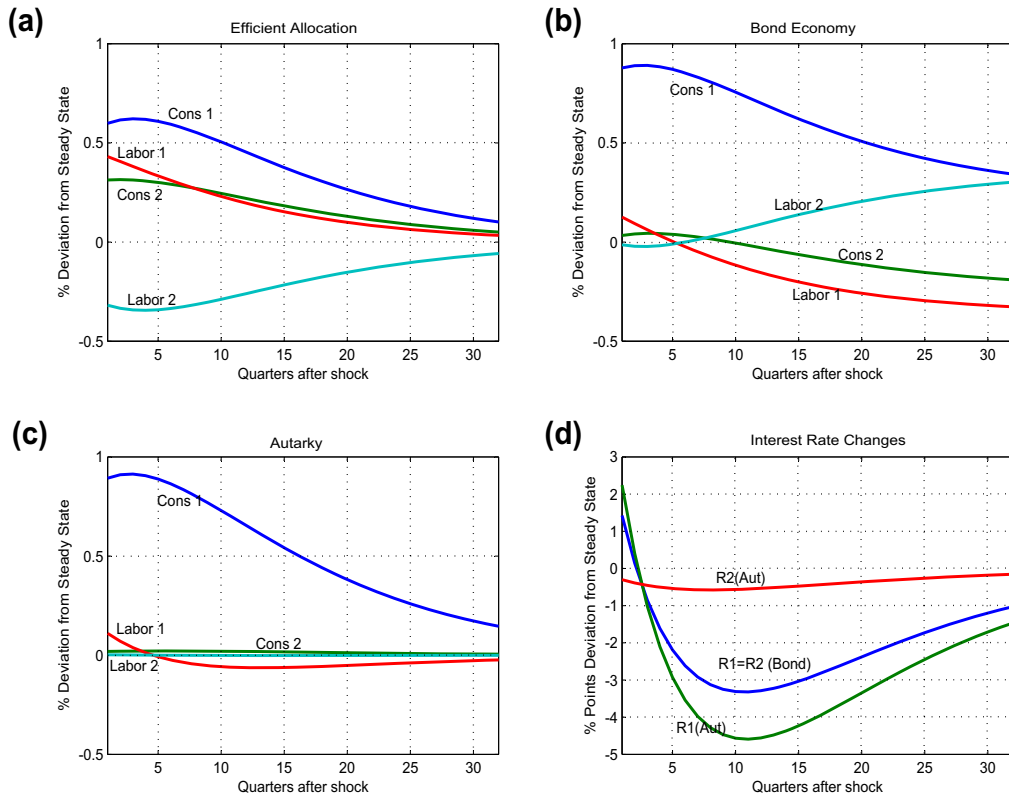 (a)
Efficient Allocation
% Deviation from Steady State
1
0.5
0
-0.5
Cons 1
Labor 1
Cons 2
Labor 2
5 10 15 20 25 30
Quarters after shock
(b)
Bond Economy
% Deviation from Steady State
1
0.5
0
-0.5
Cons 1
Labor 2
Cons 2
Labor 1
5 10 15 20 25 30
Quarters after shock
(c)
Autarky
% Deviation from Steady State
1
0.5
0
-0.5
Cons 1
Labor 1
Cons 2
Labor 2
5 10 15 20 25 30
Quarters after shock
(d)
Interest Rate Changes
% Points Deviation from Steady State
3
2
1
0
-1
-2
-3
-4
-5
R2(Aut)
R1=R2 (Bond)
R1(Aut)
5 10 15 20 25 30
Quarters after shock